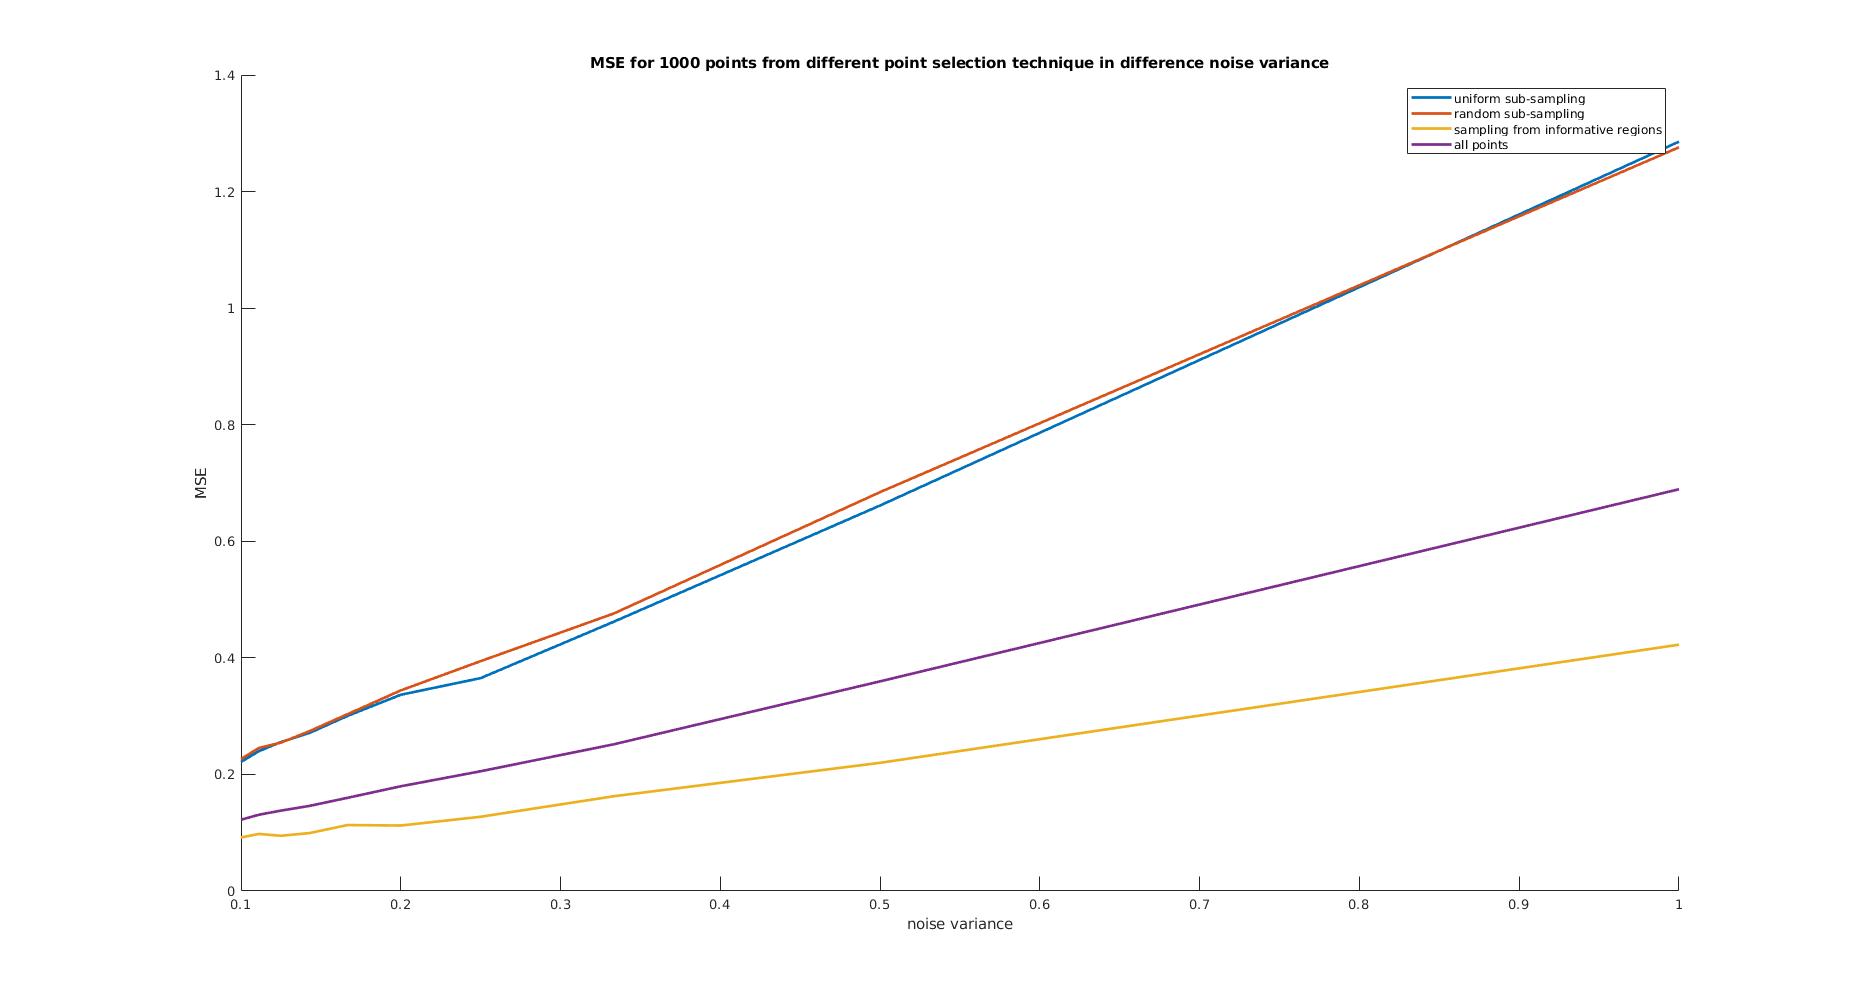 MSE for 1000 points from different point selection technique in difference noise variance
1.4
uniform sub-sampling
random sub-sampling
sampling from informative regions
all points
1.2
1
0.8
MSE
0.6
0.4
0.2
0
0.1 0.2 0.3 0.4 0.5 0.6 0.7 0.8 0.9 1
noise variance